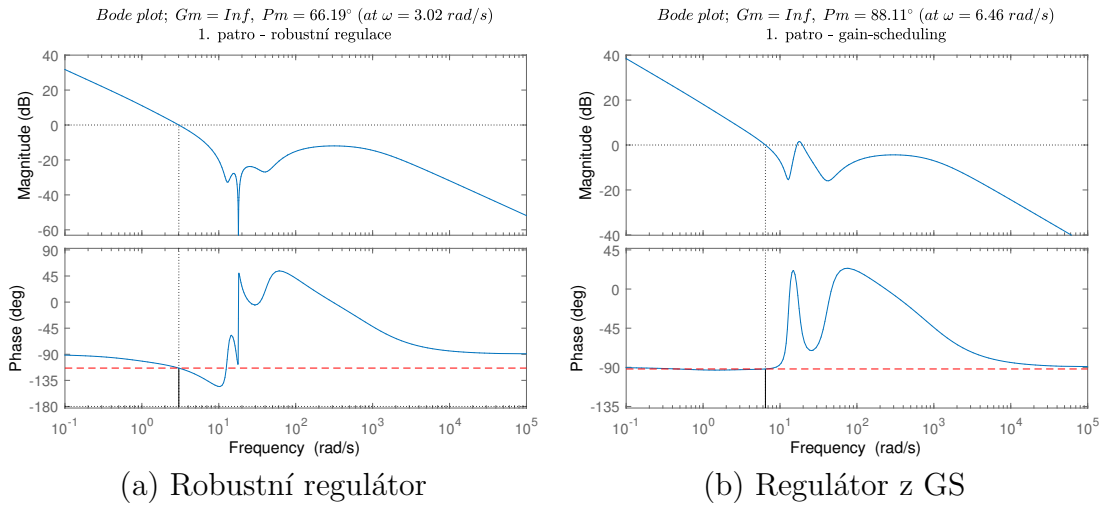 Bode plot; Gm = Inf, Pm = 66.19° (at ω = 3.02 rad/s)
1. patro - robustní regulace
40
20
0
-20
-40
-60
Magnitude (dB)
90
45
0
-45
-90
-135
-180
Phase (deg)
10^-1 10^0 10^1 10^2 10^3 10^4 10^5
Frequency (rad/s)
(a) Robustní regulátor
Bode plot; Gm = Inf, Pm = 88.11° (at ω = 6.46 rad/s)
1. patro - gain-scheduling
40
20
0
-20
-40
Magnitude (dB)
45
0
-45
-90
-135
Phase (deg)
10^-1 10^0 10^1 10^2 10^3 10^4 10^5
Frequency (rad/s)
(b) Regulátor z GS